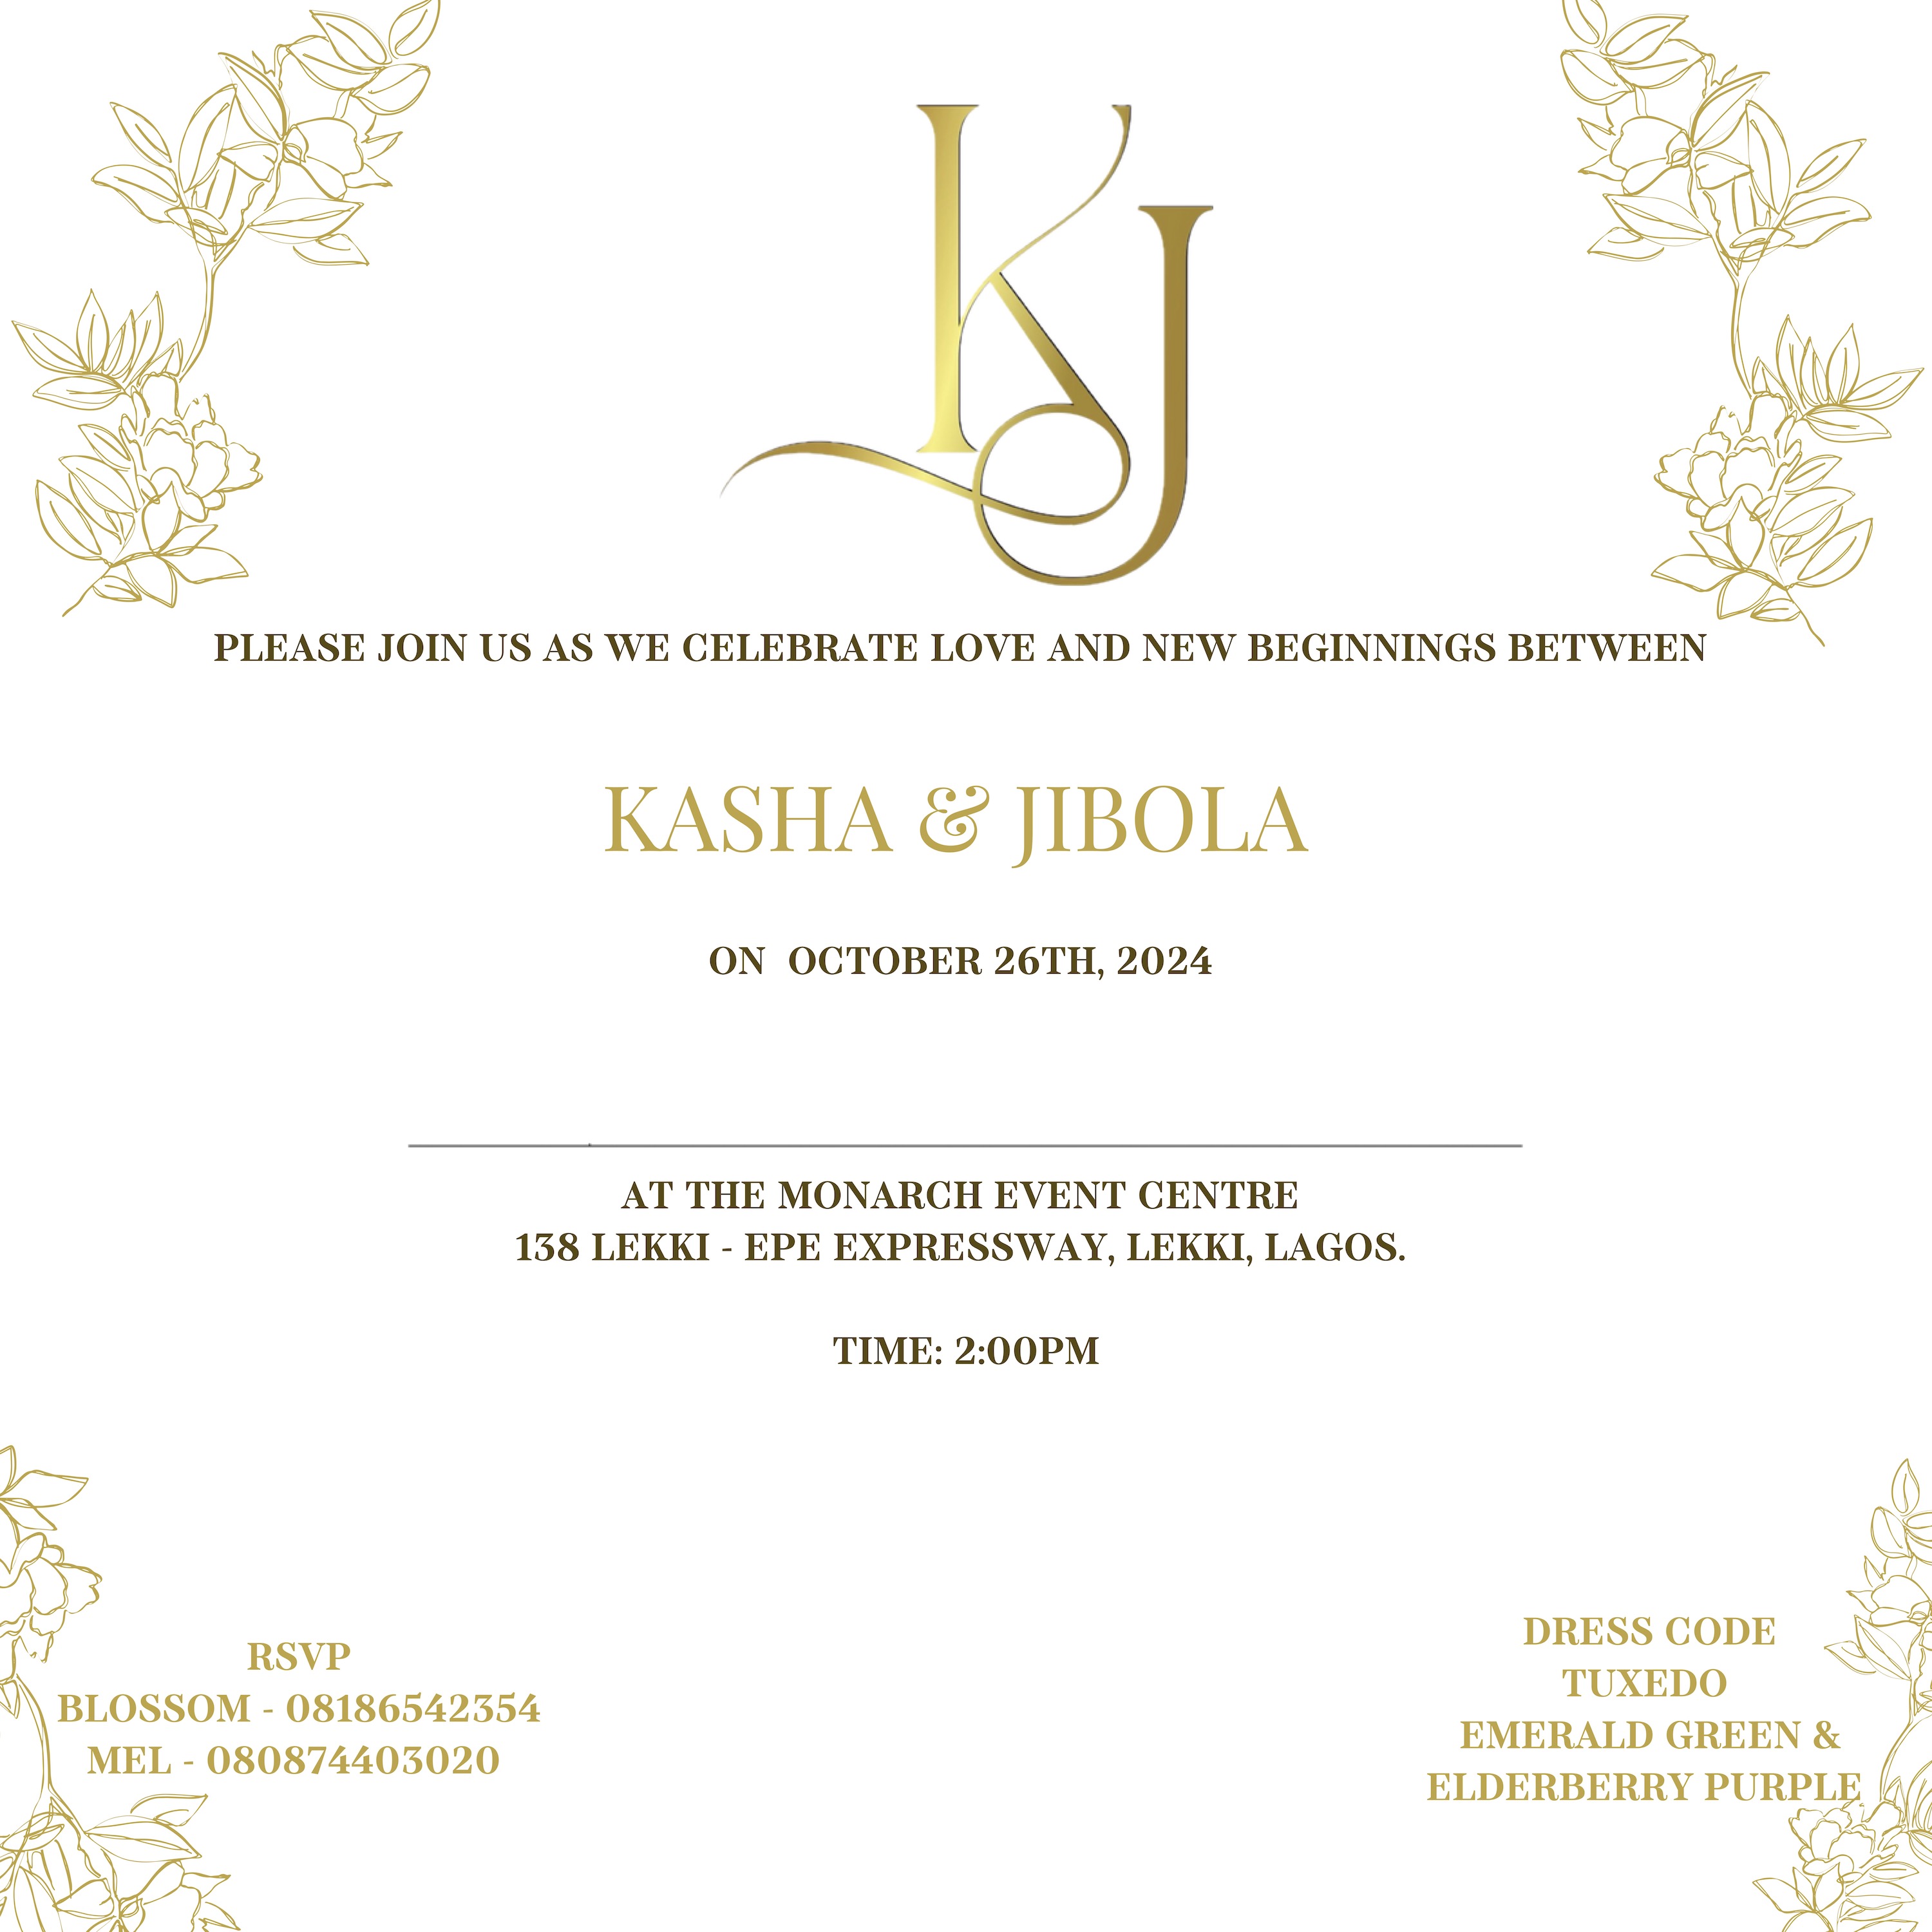 KJ
PLEASE JOIN US AS WE CELEBRATE LOVE AND NEW BEGINNINGS BETWEEN
KASHA & JIBOLA
ON OCTOBER 26TH, 2024
AT THE MONARCH EVENT CENTRE
138 LEKKI - EPE EXPRESSWAY, LEKKI, LAGOS.
TIME: 2:00PM
RSVP
BLOSSOM - 08186542354
MEL - 080874403020
DRESS CODE
TUXEDO
EMERALD GREEN &
ELDERBERRY PURPLE